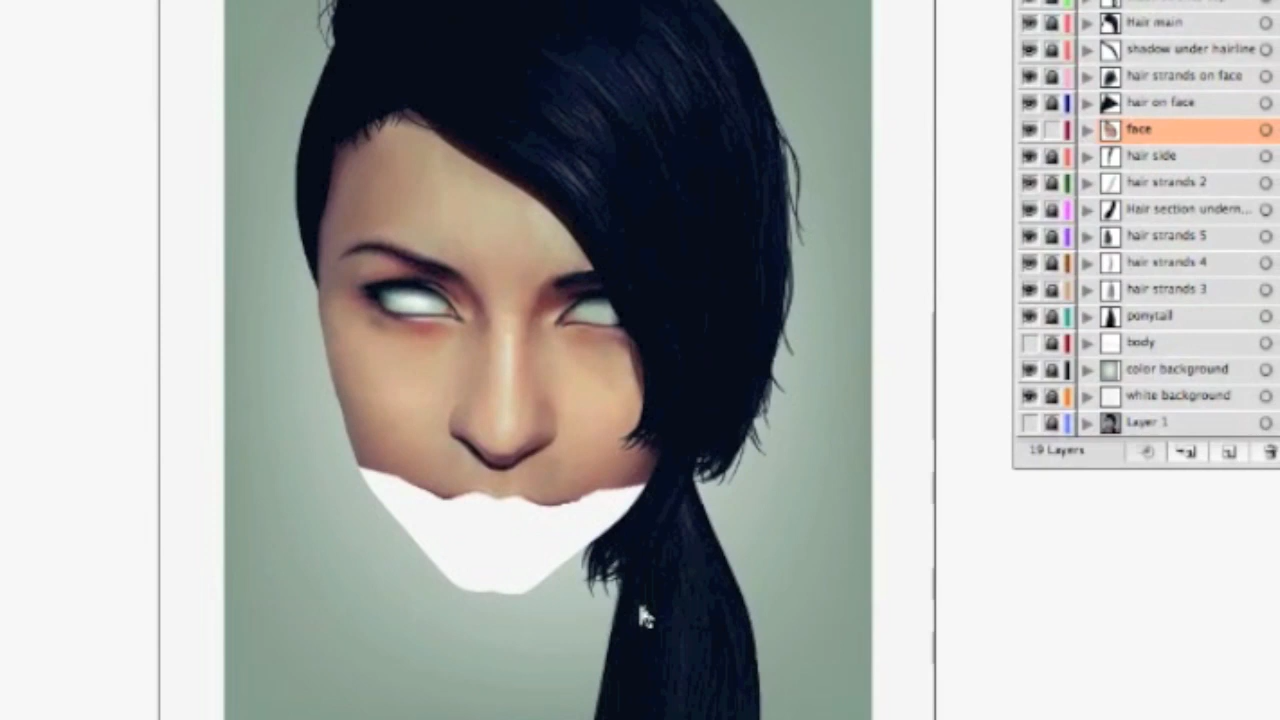 Hair main
shadow under hairline
hair strands on face
hair on face
face
hair side
hair strands 2
Hair section undern...
hair strands 5
hair strands 4
hair strands 3
ponytail
body
color background
white background
Layer 1
19 Layers